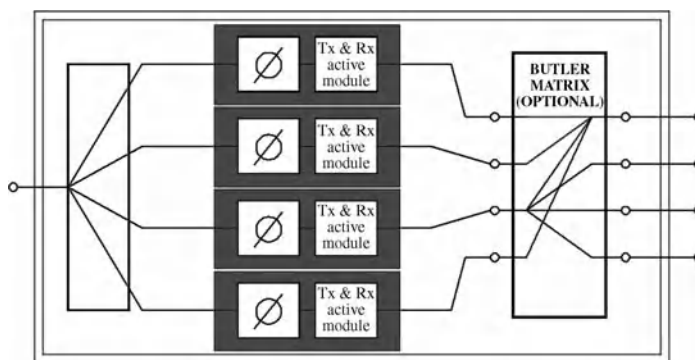 Tx & Rx
active
module
BUTLER
MATRIX
(OPTIONAL)
Tx & Rx
active
module
Tx & Rx
active
module
Tx & Rx
active
module